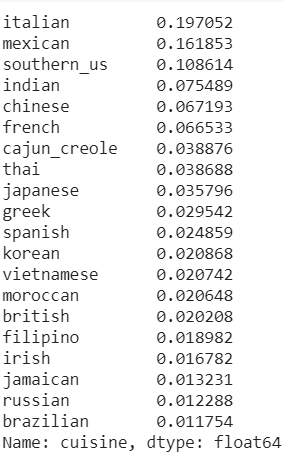 italian 0.197052
mexican 0.161853
southern_us 0.108614
indian 0.075489
chinese 0.067193
french 0.066533
cajun_creole 0.038876
thai 0.038688
japanese 0.035796
greek 0.029542
spanish 0.024859
korean 0.020868
vietnamese 0.020742
moroccan 0.020648
british 0.020208
filipino 0.018982
irish 0.016782
jamaican 0.013231
russian 0.012288
brazilian 0.011754
Name: cuisine, dtype: float64